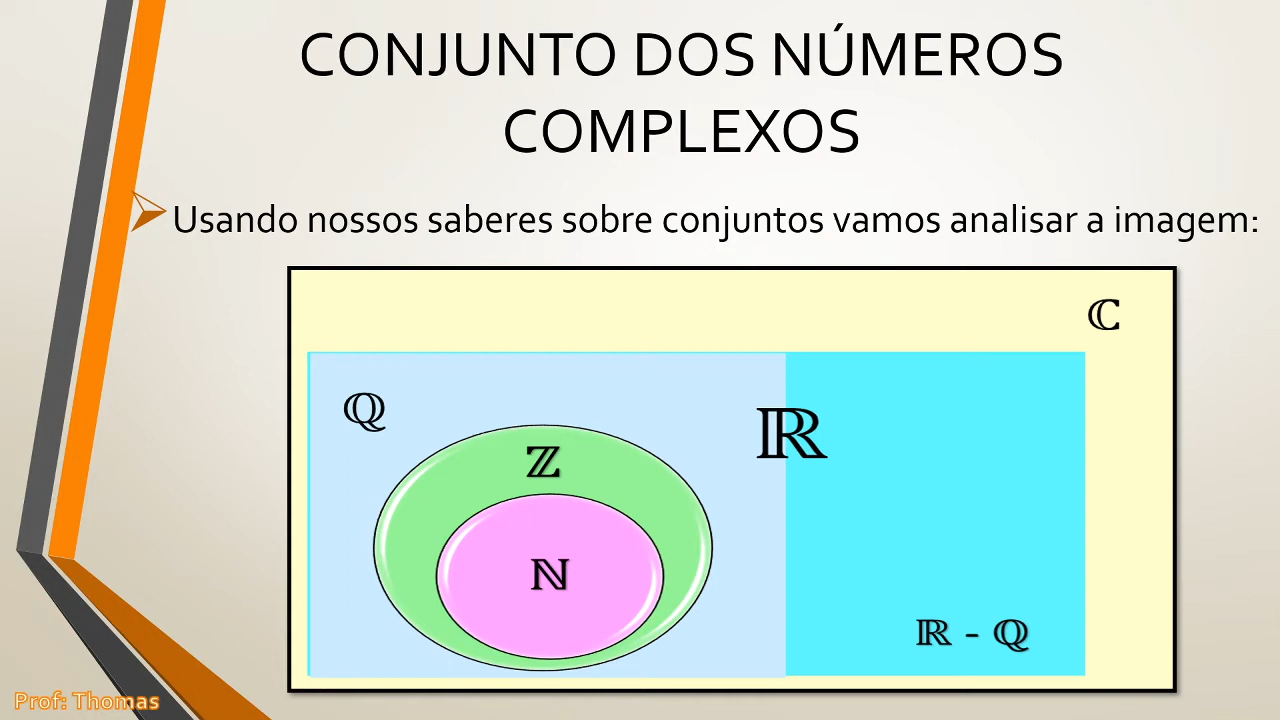 CONJUNTO DOS NÚMEROS
COMPLEXOS
Usando nossos saberes sobre conjuntos vamos analisar a imagem:
ℂ
ℚ
ℝ
ℤ
ℕ
ℝ - ℚ
Prof: Thomas